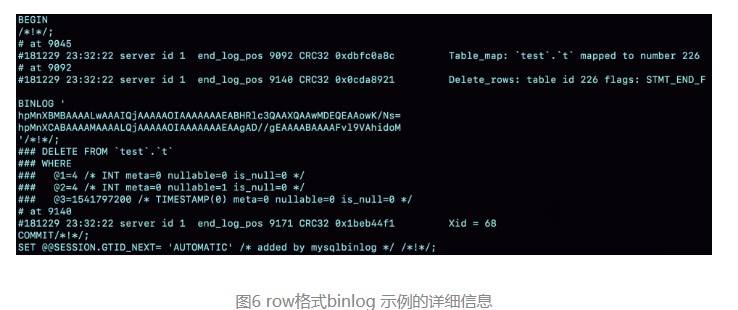 BEGIN
/*!*/;
# at 9045
#181229 23:32:22 server id 1  end_log_pos 9092 CRC32 0xdbfc0a8c         Table_map: `test`.`t` mapped to number 226
# at 9092
#181229 23:32:22 server id 1  end_log_pos 9140 CRC32 0x0cda8921         Delete_rows: table id 226 flags: STMT_END_F
BINLOG '
hpMnXBMBAAAALwAAAIQjAAAAAOIAAAAAAAEABHRlc3QAAXQAAwMDEQEAAowK/Ns=
hpMnXCABAAAAMAAAALQjAAAAAOIAAAAAAAEAAgAD//gEAAAABAAAAFvl9VAhidoM
'/*!*/;
### DELETE FROM `test`.`t`
### WHERE
###   @1=4 /* INT meta=0 nullable=0 is_null=0 */
###   @2=4 /* INT meta=0 nullable=1 is_null=0 */
###   @3=1541797200 /* TIMESTAMP(0) meta=0 nullable=0 is_null=0 */
# at 9140
#181229 23:32:22 server id 1  end_log_pos 9171 CRC32 0x1beb44f1         Xid = 68
COMMIT/*!*/;
SET @@SESSION.GTID_NEXT= 'AUTOMATIC' /* added by mysqlbinlog */ /*!*/;
图6 row格式binlog 示例的详细信息